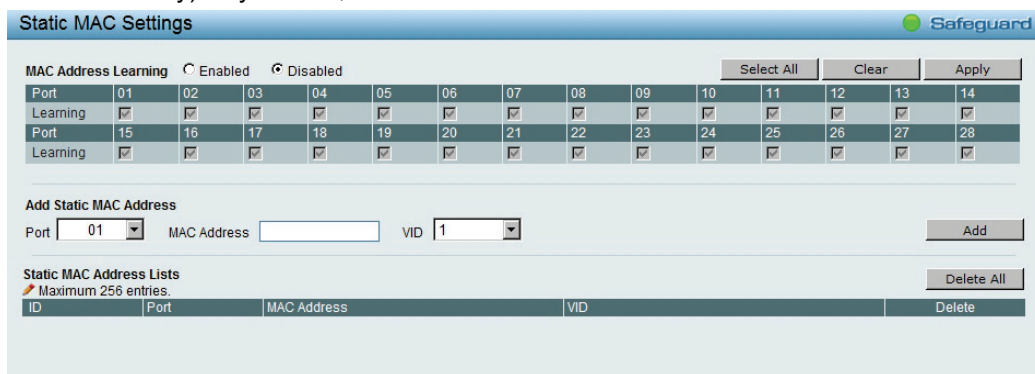 Static MAC Settings Safeguard
MAC Address Learning Enabled Disabled Select All Clear Apply
Port 01 02 03 04 05 06 07 08 09 10 11 12 13 14
Learning
Port 15 16 17 18 19 20 21 22 23 24 25 26 27 28
Learning
Add Static MAC Address
Port 01 MAC Address VID 1 Add
Static MAC Address Lists Delete All
Maximum 256 entries.
ID Port MAC Address VID Delete